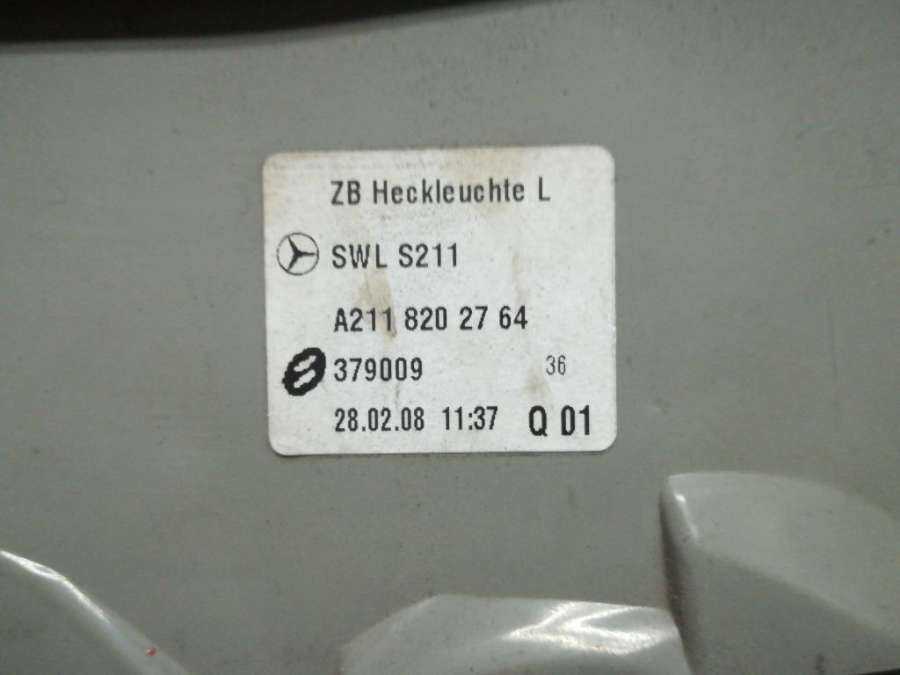 ZB Heckleuchte L
SWL S211
A211 820 27 64
379009 36
28.02.08 11:37 Q 01